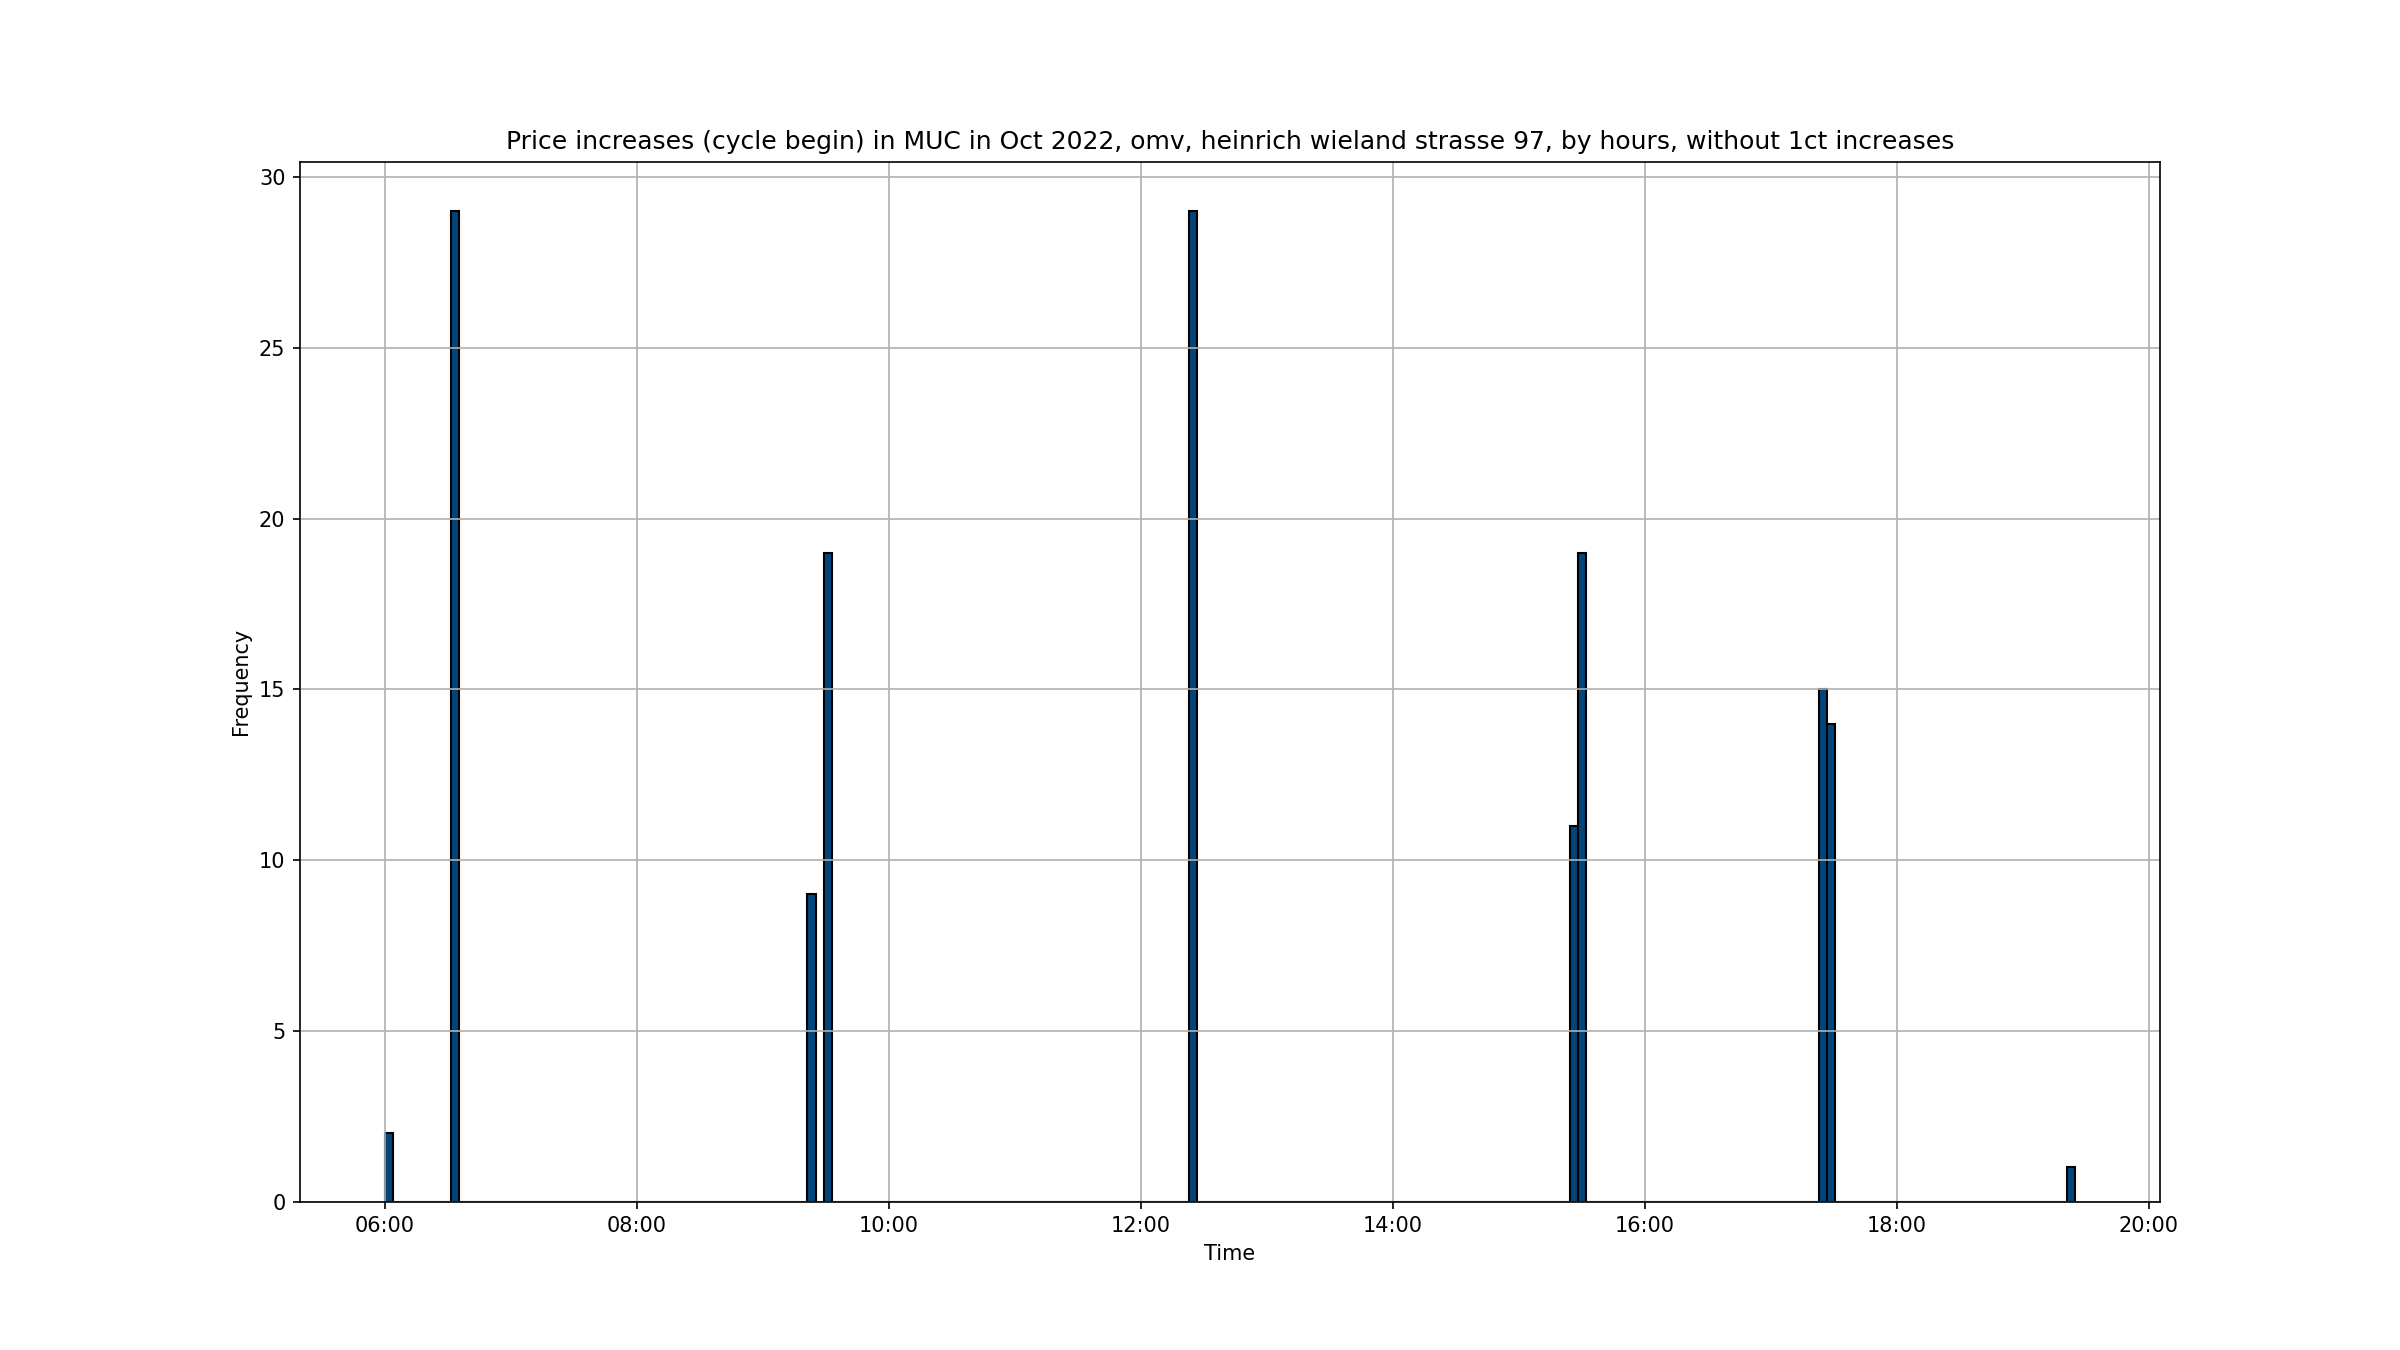 Price increases (cycle begin) in MUC in Oct 2022, omv, heinrich wieland strasse 97, by hours, without 1ct increases
30
25
20
15
10
5
0
Frequency
06:00 08:00 10:00 12:00 14:00 16:00 18:00 20:00
Time